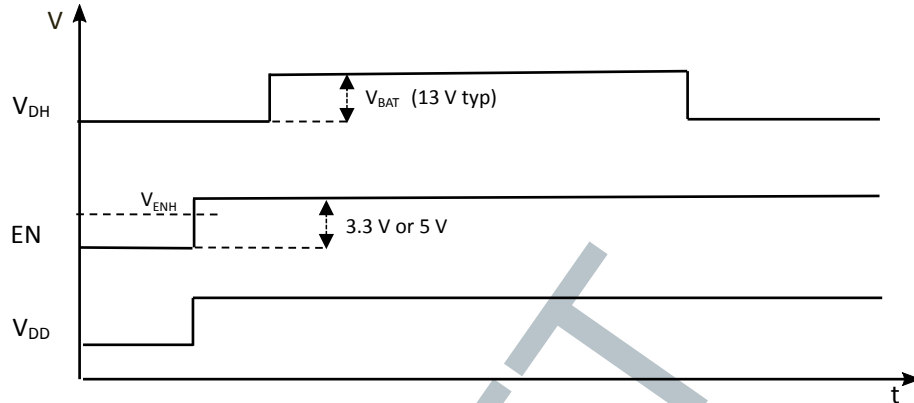 V
V_DH
V_BAT (13 V typ)
V_ENH
EN
3.3 V or 5 V
V_DD
t